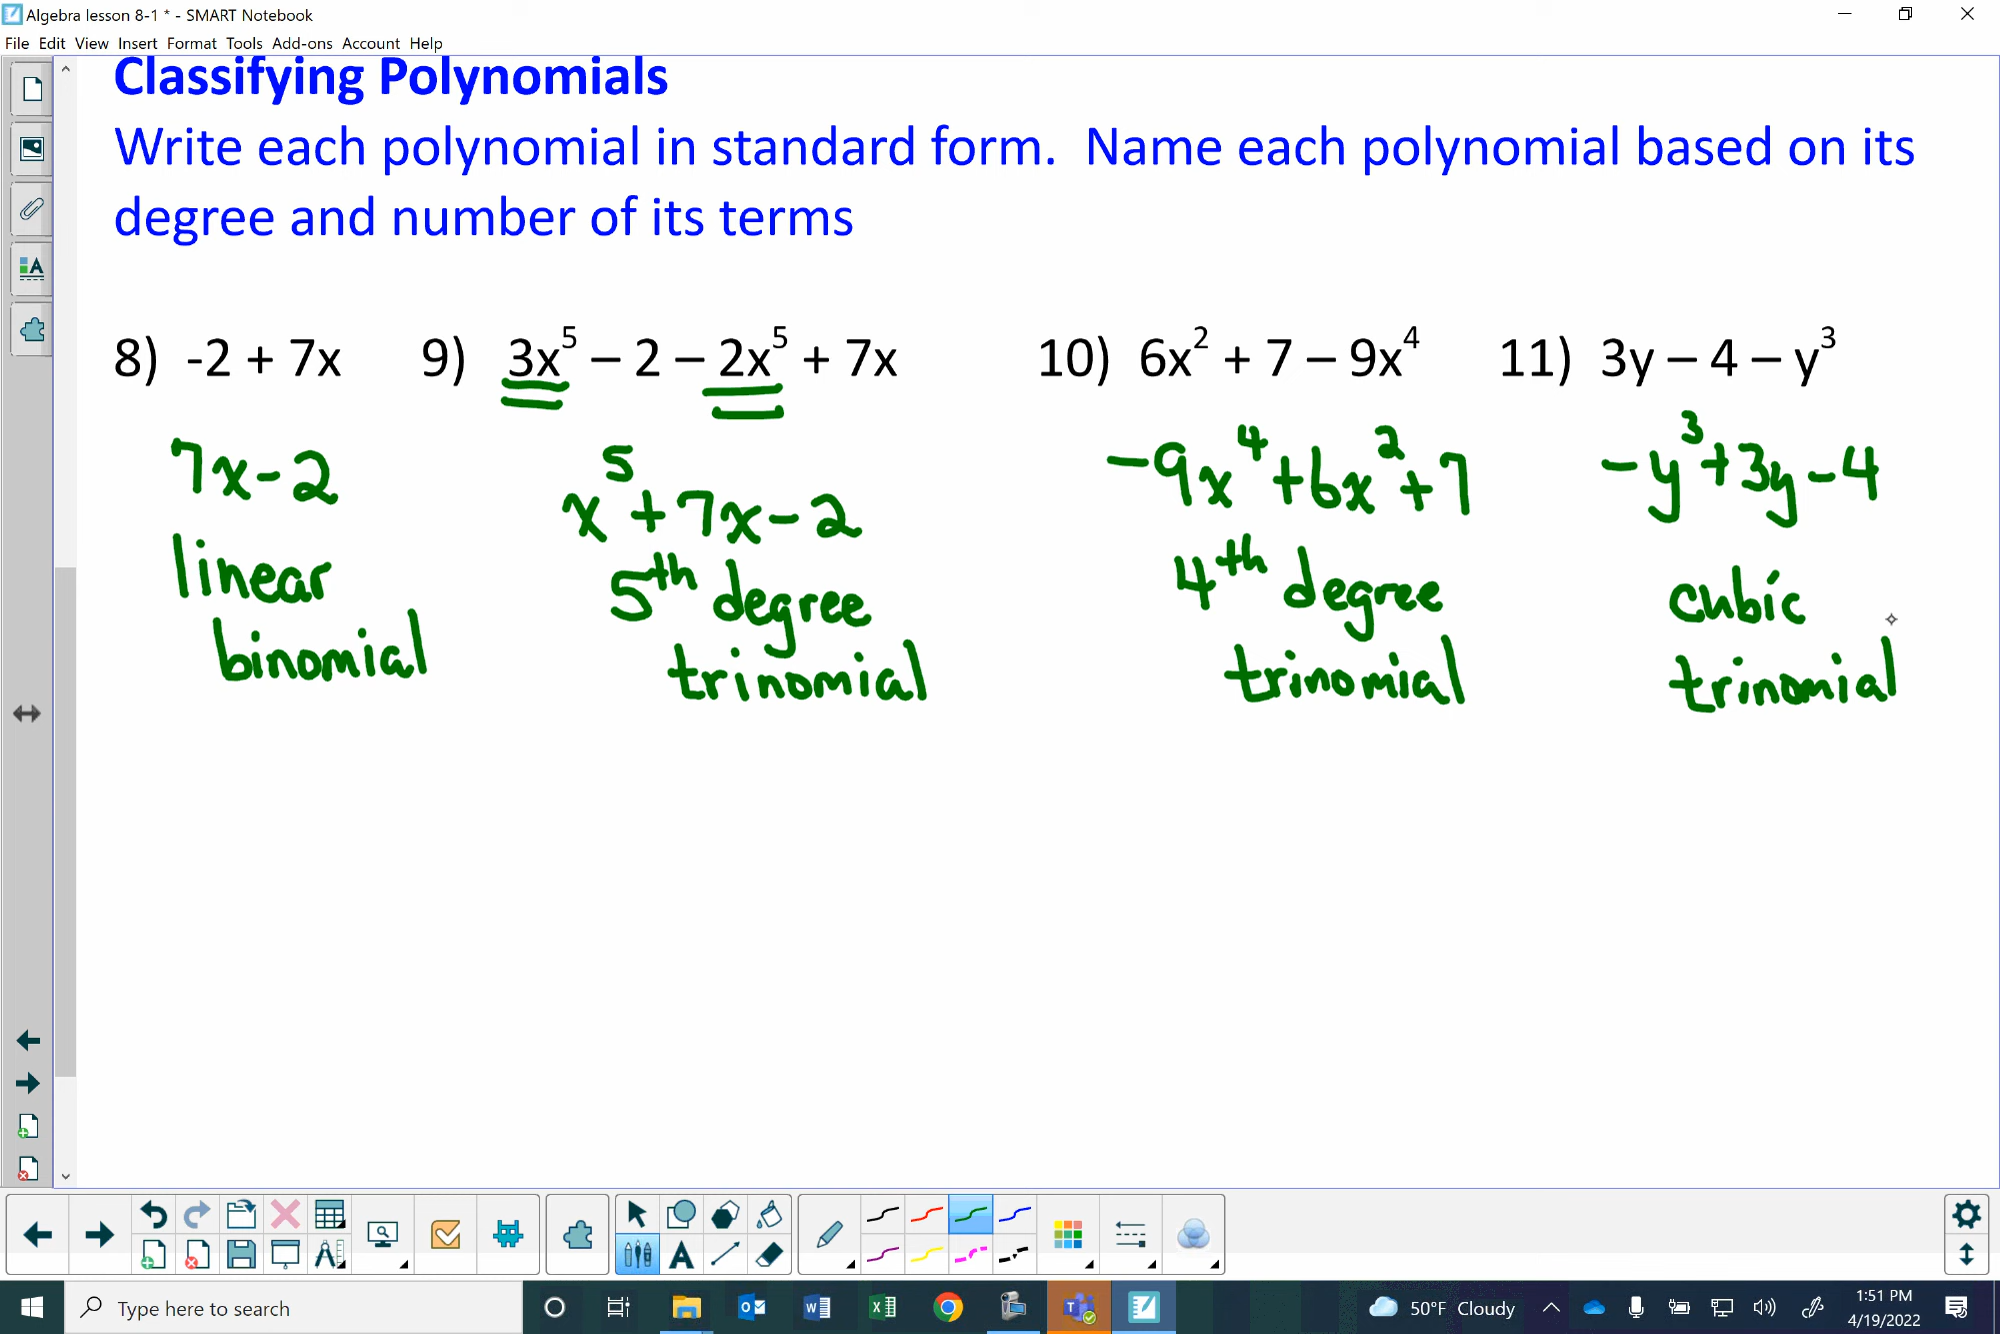 Algebra lesson 8-1 * - SMART Notebook
File Edit View Insert Format Tools Add-ons Account Help
Classifying Polynomials
Write each polynomial in standard form. Name each polynomial based on its
degree and number of its terms
8) -2 + 7x 9) 3x⁵ – 2 – 2x⁵ + 7x 10) 6x² + 7 – 9x⁴ 11) 3y – 4 – y³
7x-2
linear
binomial
x⁵+7x-2
5th degree
trinomial
-9x⁴+6x²+7
4th degree
trinomial
-y³+3y-4
cubic
trinomial
Type here to search
50°F Cloudy
1:51 PM
4/19/2022